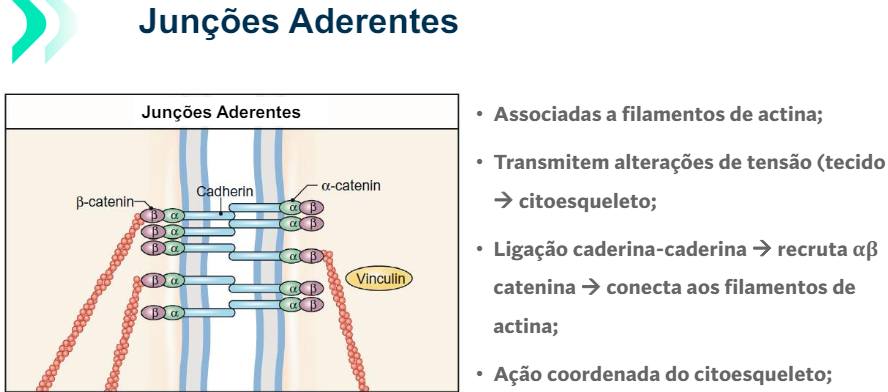 Junções Aderentes
Junções Aderentes
β-catenin
Cadherin
α-catenin
β α α β
β α α β
β α α β
β α α β
β α α β
Vinculin
• Associadas a filamentos de actina;
• Transmitem alterações de tensão (tecido
→ citoesqueleto;
• Ligação caderina-caderina → recruta αβ
catenina → conecta aos filamentos de
actina;
• Ação coordenada do citoesqueleto;